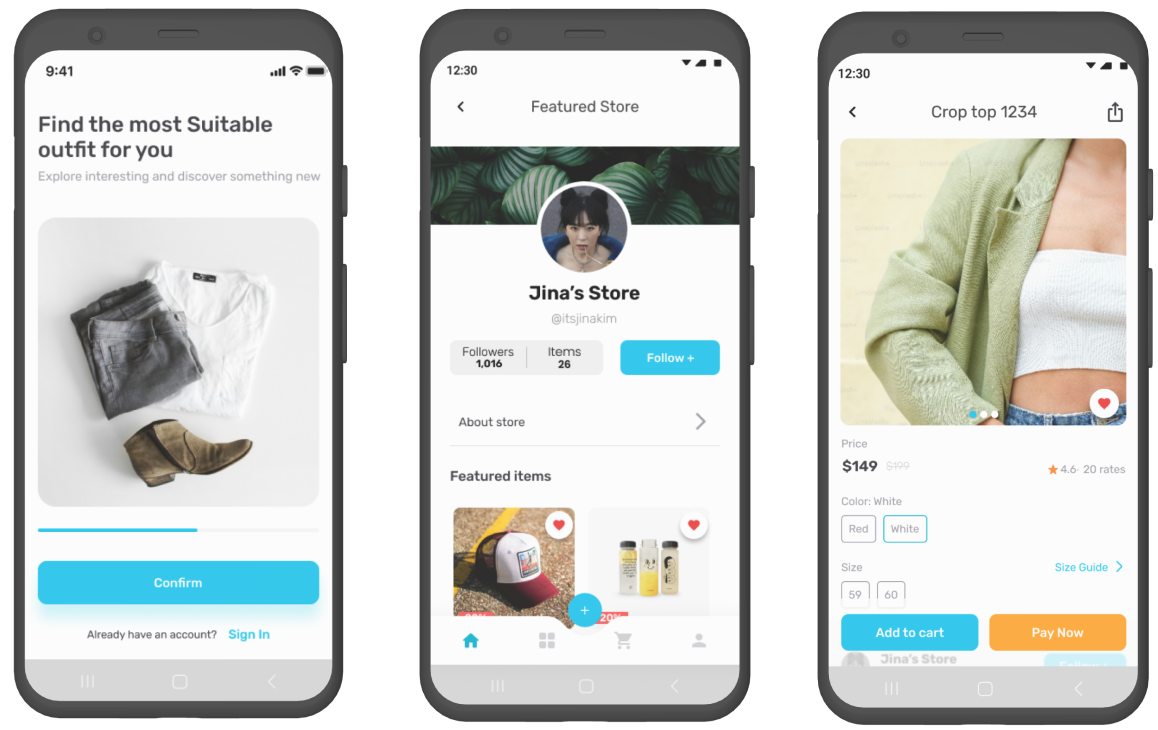 9:41
Find the most Suitable
outfit for you
Explore interesting and discover something new
Confirm
Already have an account? Sign In
12:30
Featured Store
Jina's Store
@itsjinakim
Followers
1,016
Items
26
Follow +
About store
Featured items
20%
+
12:30
Crop top 1234
Price
$149 $199
4.6 20 rates
Color: White
Red White
Size
Size Guide
59 60
Add to cart
Pay Now
Jina's Store
Follow +